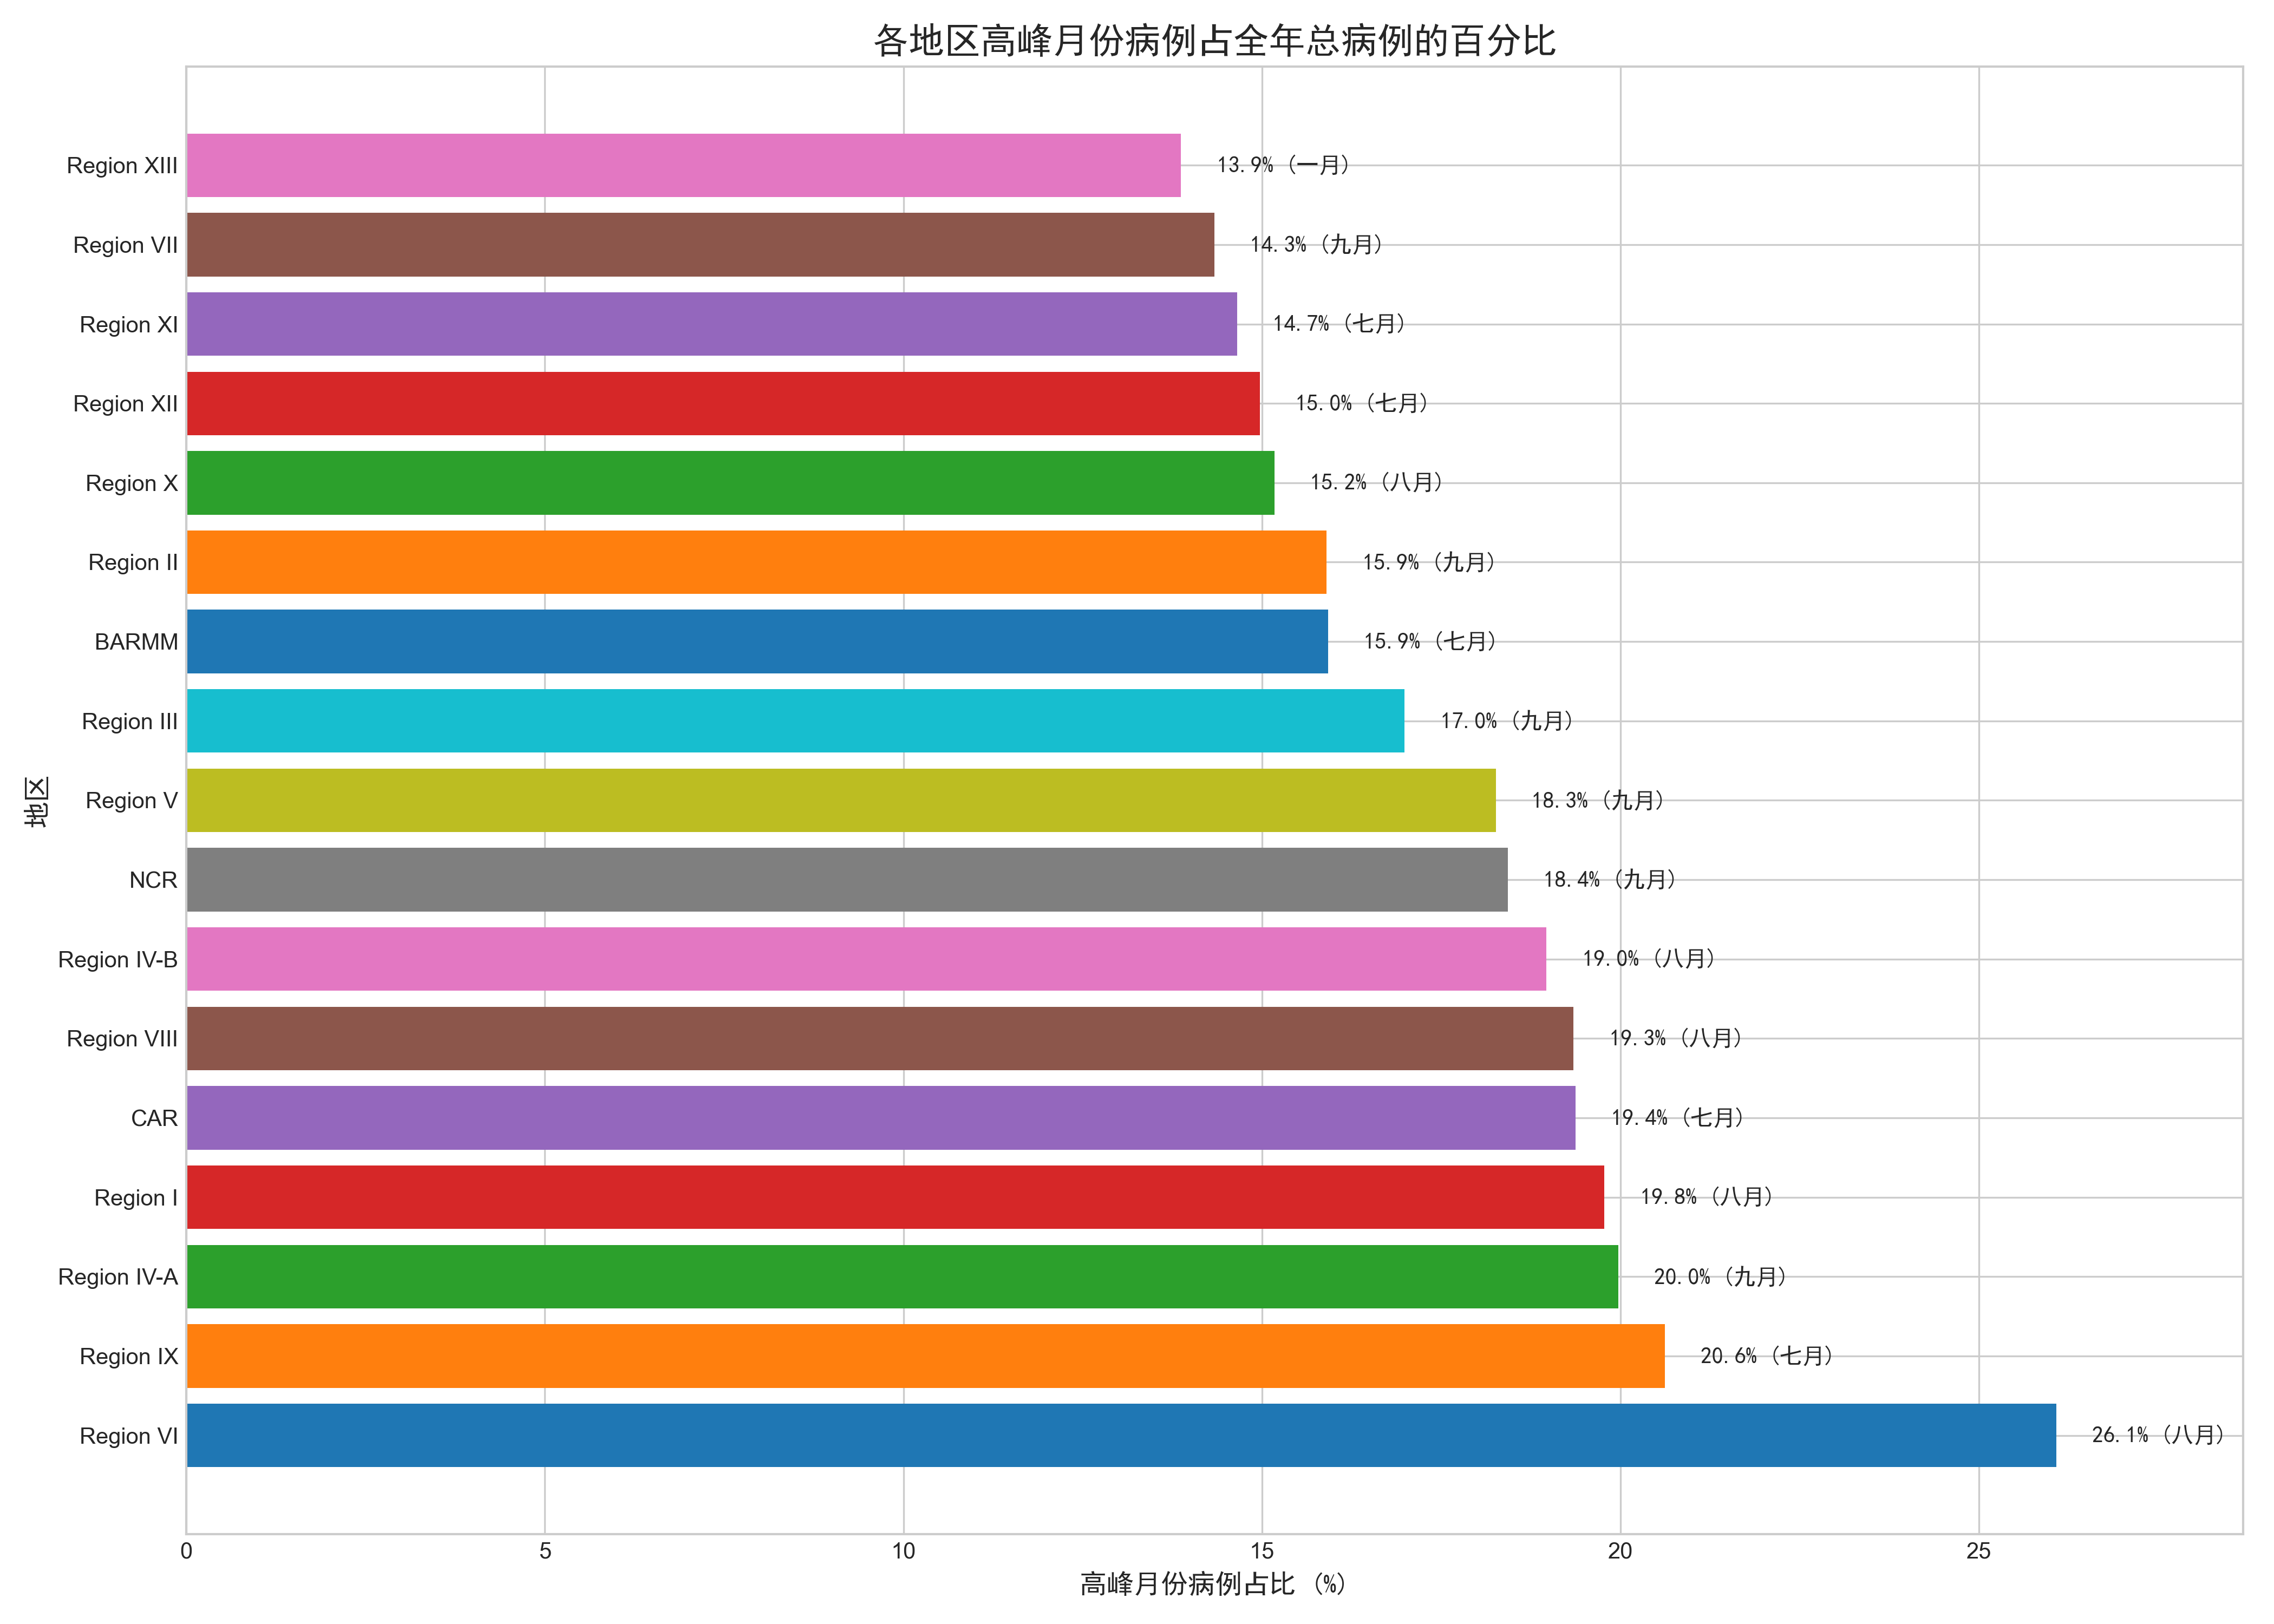 各地区高峰月份病例占全年总病例的百分比
Region XIII
13.9% (一月)
Region VII
14.3% (九月)
Region XI
14.7% (七月)
Region XII
15.0% (七月)
Region X
15.2% (八月)
Region II
15.9% (九月)
BARMM
15.9% (七月)
Region III
17.0% (九月)
Region V
18.3% (九月)
NCR
18.4% (九月)
Region IV-B
19.0% (八月)
Region VIII
19.3% (八月)
CAR
19.4% (七月)
Region I
19.8% (八月)
Region IV-A
20.0% (九月)
Region IX
20.6% (七月)
Region VI
26.1% (八月)
地区
0 5 10 15 20 25
高峰月份病例占比 (%)